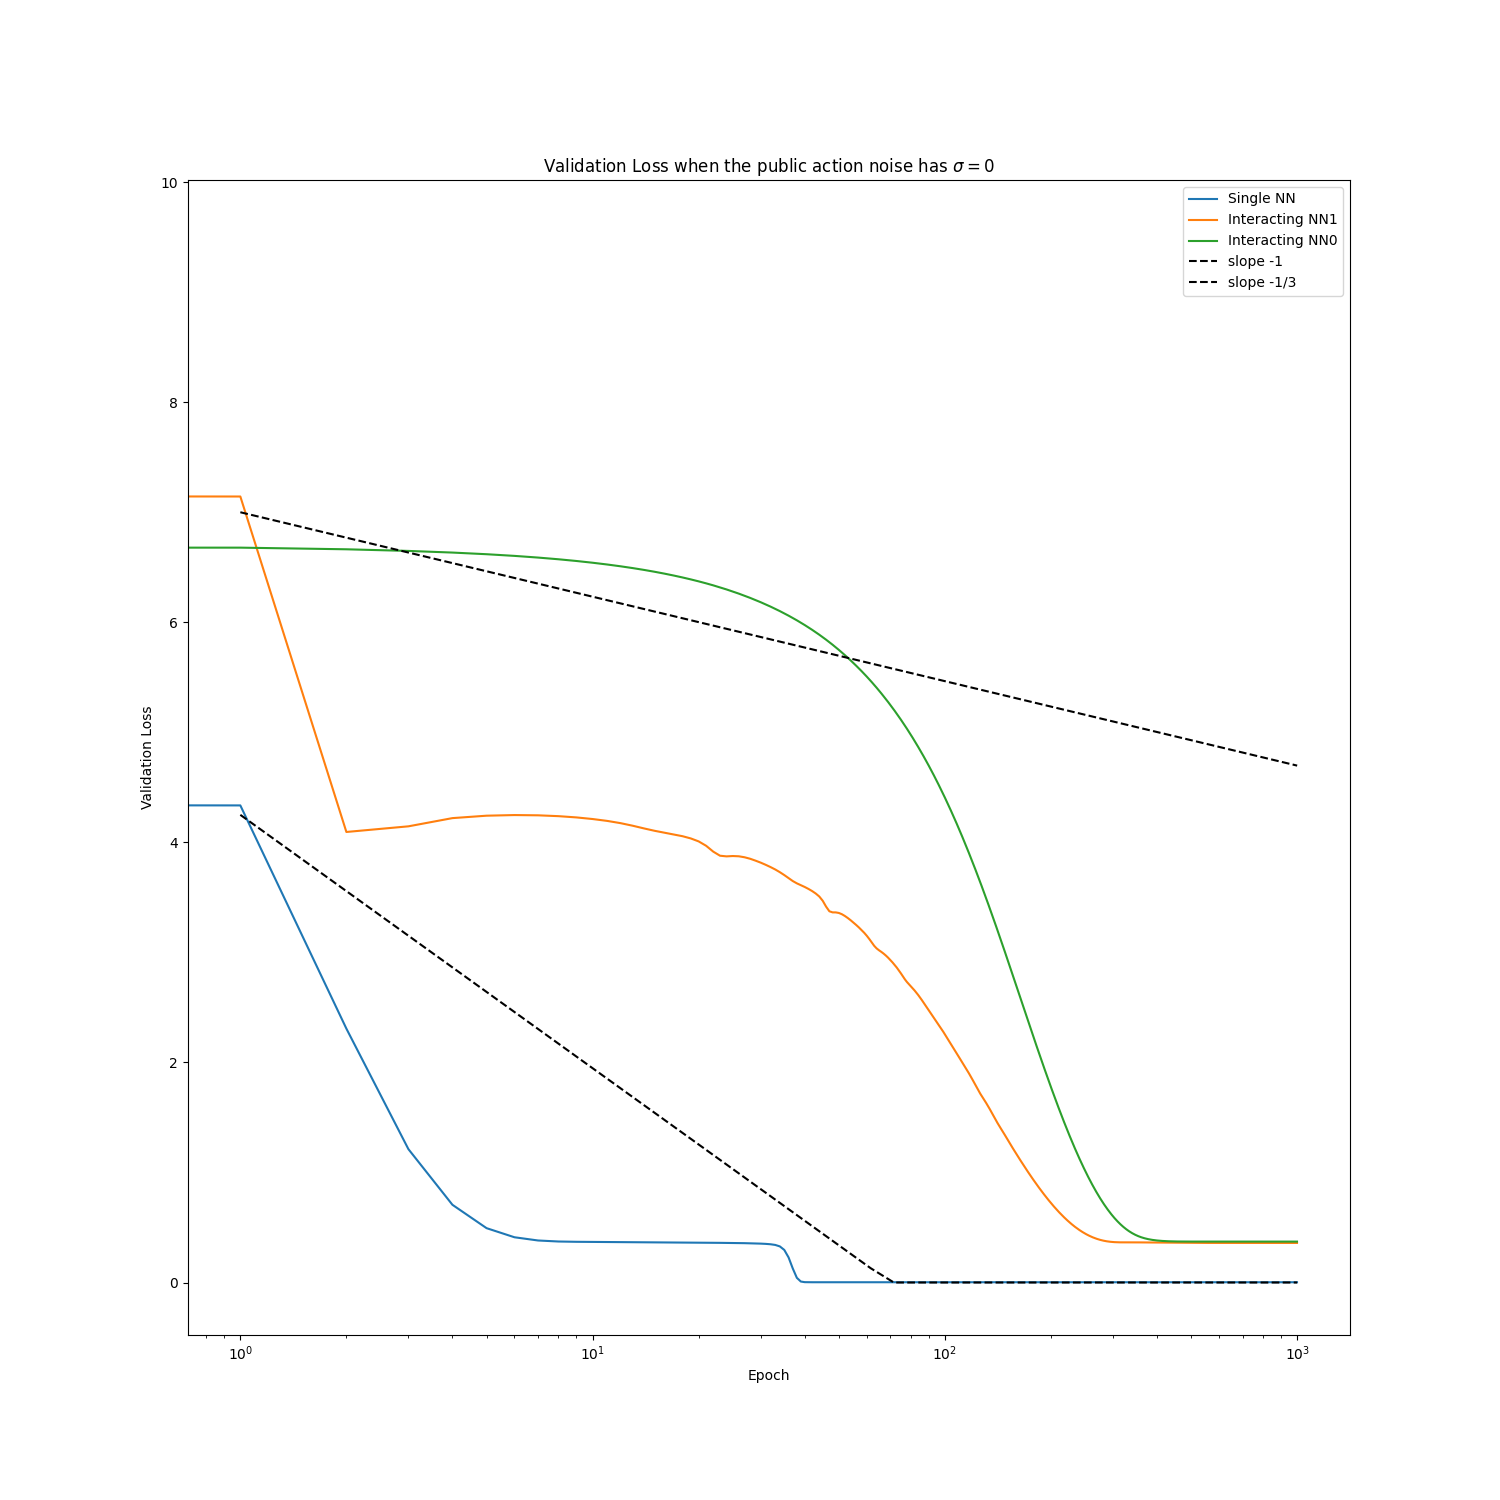 Validation Loss when the public action noise has σ = 0
10
8
6
4
2
0
Validation Loss
Single NN
Interacting NN1
Interacting NN0
slope -1
slope -1/3
10⁰ 10¹ 10² 10³
Epoch